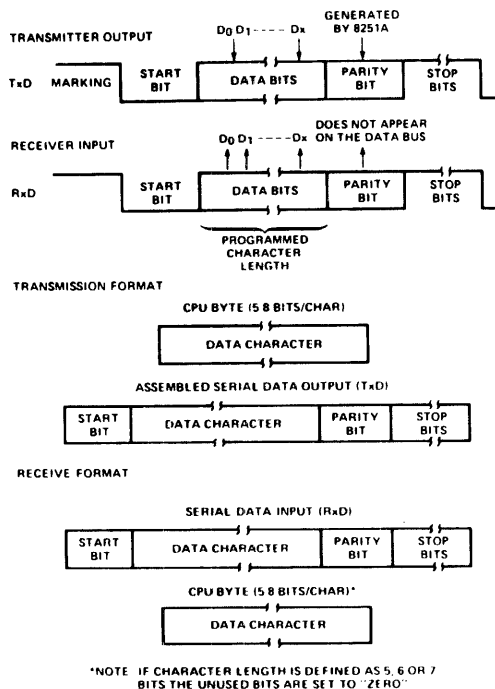 TRANSMITTER OUTPUT
D0 D1 - - - - - Dx
GENERATED
BY 8251A
TxD MARKING
START
BIT
DATA BITS
PARITY
BIT
STOP
BITS
RECEIVER INPUT
D0 D1 - - - - Dx
DOES NOT APPEAR
ON THE DATA BUS
RxD
START
BIT
DATA BITS
PARITY
BIT
STOP
BITS
PROGRAMMED
CHARACTER
LENGTH
TRANSMISSION FORMAT
CPU BYTE (5 8 BITS/CHAR)
DATA CHARACTER
ASSEMBLED SERIAL DATA OUTPUT (TxD)
START
BIT
DATA CHARACTER
PARITY
BIT
STOP
BITS
RECEIVE FORMAT
SERIAL DATA INPUT (RxD)
START
BIT
DATA CHARACTER
PARITY
BIT
STOP
BITS
CPU BYTE (5 8 BITS/CHAR)*
DATA CHARACTER
*NOTE IF CHARACTER LENGTH IS DEFINED AS 5, 6 OR 7
BITS THE UNUSED BITS ARE SET TO "ZERO"